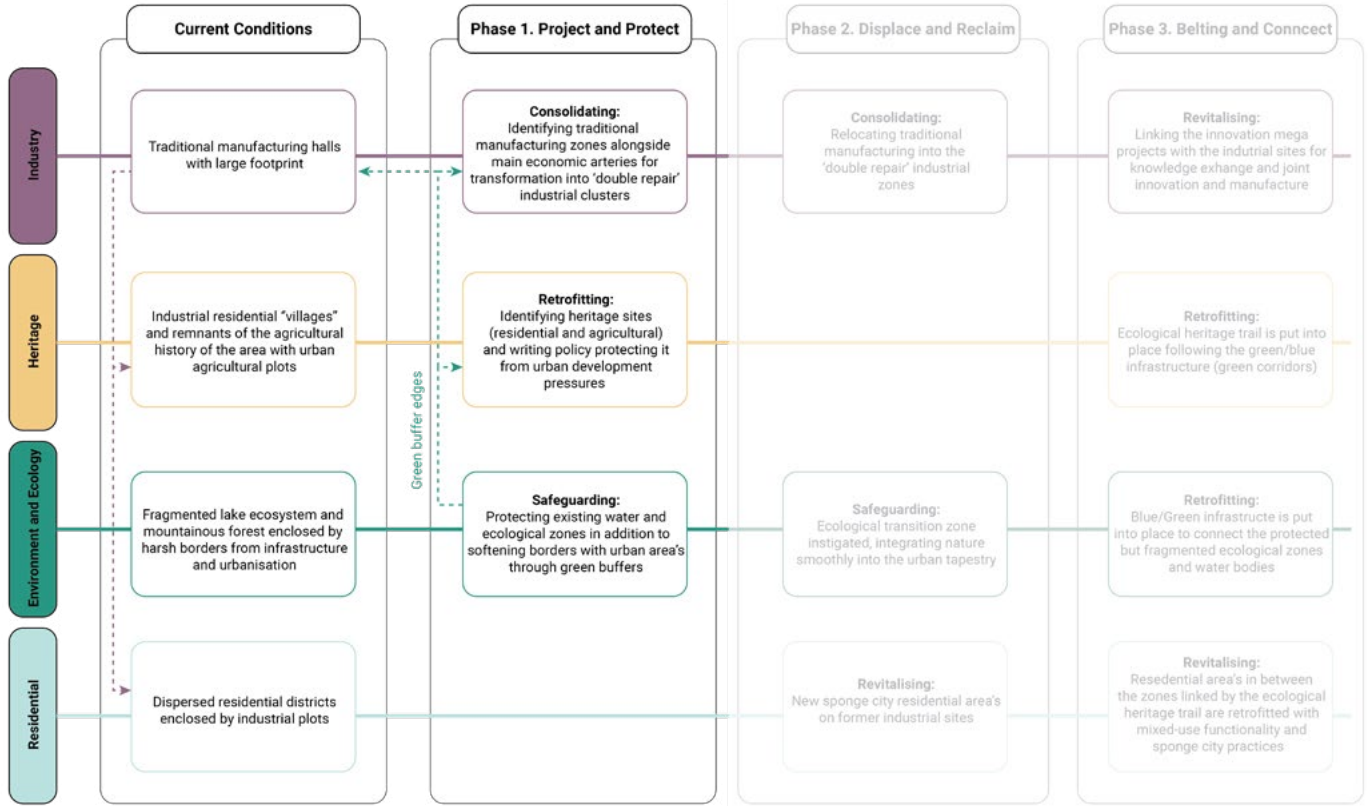 Current Conditions
Phase 1. Project and Protect
Phase 2. Displace and Reclaim
Phase 3. Belting and Conncect
Industry
Traditional manufacturing halls
with large footprint
Consolidating:
Identifying traditional
manufacturing zones alongside
main economic arteries for
transformation into ‘double repair’
industrial clusters
Consolidating:
Relocating traditional
manufacturing into the
‘double repair’ industrial
zones
Revitalising:
Linking the innovation mega
projects with the indutrial sites for
knowledge exhange and joint
innovation and manufacture
Heritage
Industrial residential “villages”
and remnants of the agricultural
history of the area with urban
agricultural plots
Green buffer edges
Retrofitting:
Identifying heritage sites
(residential and agricultural)
and writing policy protecting it
from urban development
pressures
Retrofitting:
Ecological heritage trail is put into
place following the green/blue
infrastructure (green corridors)
Environment and Ecology
Fragmented lake ecosystem and
mountainous forest enclosed by
harsh borders from infrastructure
and urbanisation
Safeguarding:
Protecting existing water and
ecological zones in addition to
softening borders with urban area's
through green buffers
Safeguarding:
Ecological transition zone
instigated, integrating nature
smoothly into the urban tapestry
Retrofitting:
Blue/Green infrastructe is put
into place to connect the protected
but fragmented ecological zones
and water bodies
Residential
Dispersed residential districts
enclosed by industrial plots
Revitalising:
New sponge city residential area's
on former industrial sites
Revitalising:
Resedential area's in between
the zones linked by the ecological
heritage trail are retrofitted with
mixed-use functionality and
sponge city practices